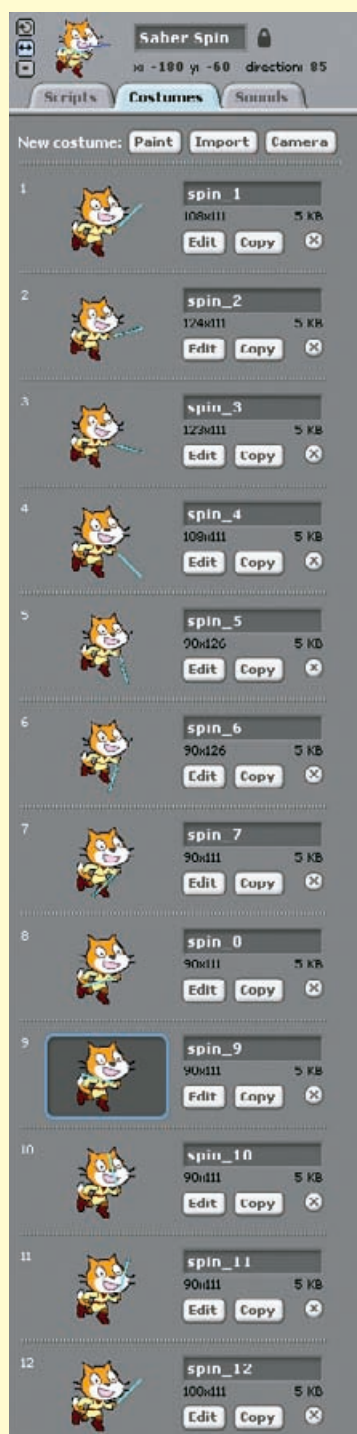 Saber Spin
x: -180 y: -60 direction: 85
Scripts Costumes Sounds
New costume: Paint Import Camera
1
spin_1
108x111 5 KB
Edit Copy
2
spin_2
124x111 5 KB
Edit Copy
3
spin_3
123x111 5 KB
Edit Copy
4
spin_4
108x111 5 KB
Edit Copy
5
spin_5
90x126 5 KB
Edit Copy
6
spin_6
90x126 5 KB
Edit Copy
7
spin_7
90x111 5 KB
Edit Copy
8
spin_8
90x111 5 KB
Edit Copy
9
spin_9
90x111 5 KB
Edit Copy
10
spin_10
90x111 5 KB
Edit Copy
11
spin_11
90x111 5 KB
Edit Copy
12
spin_12
100x111 5 KB
Edit Copy